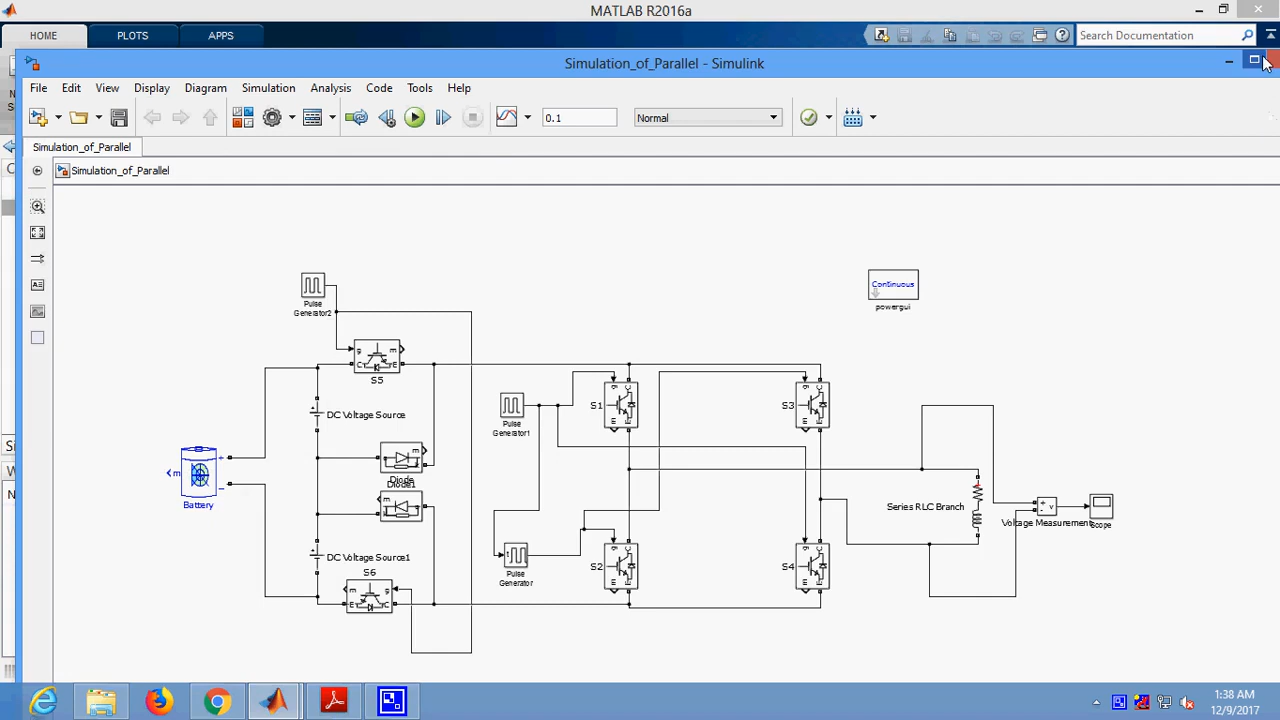 MATLAB R2016a
HOME PLOTS APPS Search Documentation
Simulation_of_Parallel - Simulink
File Edit View Display Diagram Simulation Analysis Code Tools Help
0.1 Normal
Simulation_of_Parallel
Simulation_of_Parallel
Continuous
powergui
Pulse
Generator2
g m
C E
S5
DC Voltage Source
m
Diode
Diode1
m
Battery
+
m
_
DC Voltage Source1
S6
m g
E C
Pulse
Generator1
S1
g C
E
S3
g C
E
Pulse
Generator
S2
g C
E
S4
g C
E
Series RLC Branch
+
v
-
Voltage Measurement
Scope
1:38 AM
12/9/2017